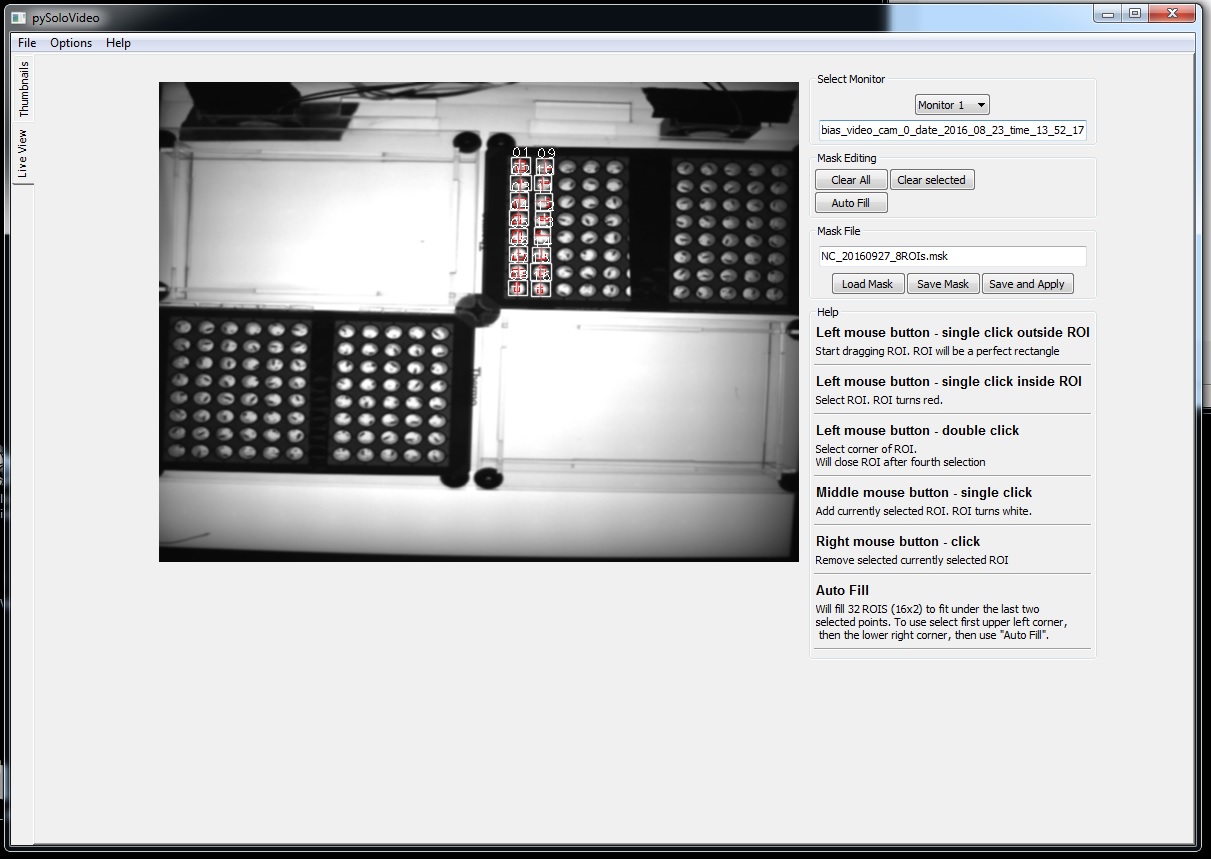 pySoloVideo
File Options Help
Thumbnails
Live View
01 09
Select Monitor
Monitor 1
bias_video_cam_0_date_2016_08_23_time_13_52_17
Mask Editing
Clear All Clear selected
Auto Fill
Mask File
NC_20160927_8ROIs.msk
Load Mask Save Mask Save and Apply
Help
Left mouse button - single click outside ROI
Start dragging ROI. ROI will be a perfect rectangle
Left mouse button - single click inside ROI
Select ROI. ROI turns red.
Left mouse button - double click
Select corner of ROI.
Will close ROI after fourth selection
Middle mouse button - single click
Add currently selected ROI. ROI turns white.
Right mouse button - click
Remove selected currently selected ROI
Auto Fill
Will fill 32 ROIS (16x2) to fit under the last two
selected points. To use select first upper left corner,
then the lower right corner, then use "Auto Fill".